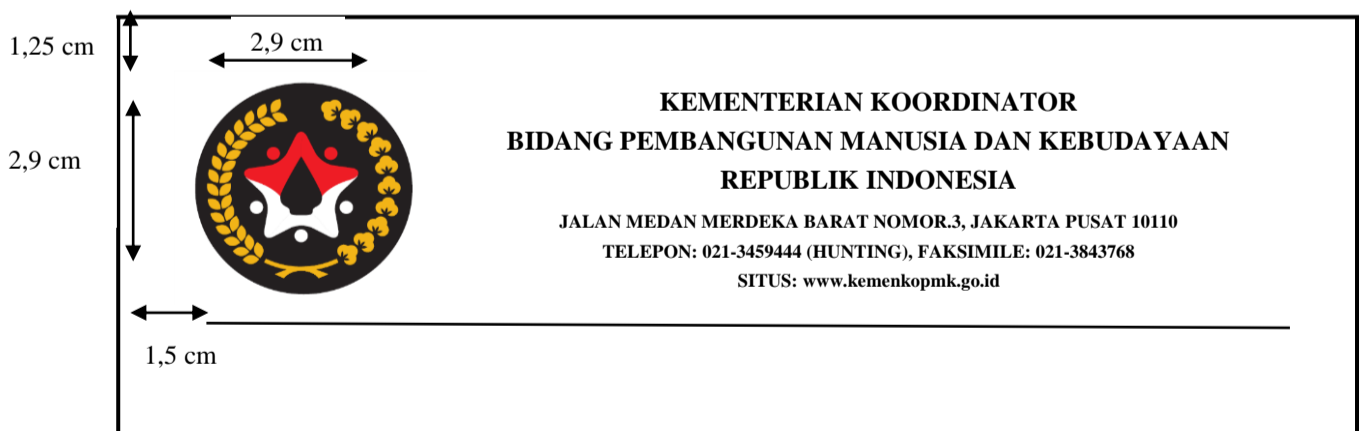 1,25 cm
2,9 cm
2,9 cm
KEMENTERIAN KOORDINATOR
BIDANG PEMBANGUNAN MANUSIA DAN KEBUDAYAAN
REPUBLIK INDONESIA
JALAN MEDAN MERDEKA BARAT NOMOR.3, JAKARTA PUSAT 10110
TELEPON: 021-3459444 (HUNTING), FAKSIMILE: 021-3843768
SITUS: www.kemenkopmk.go.id
1,5 cm